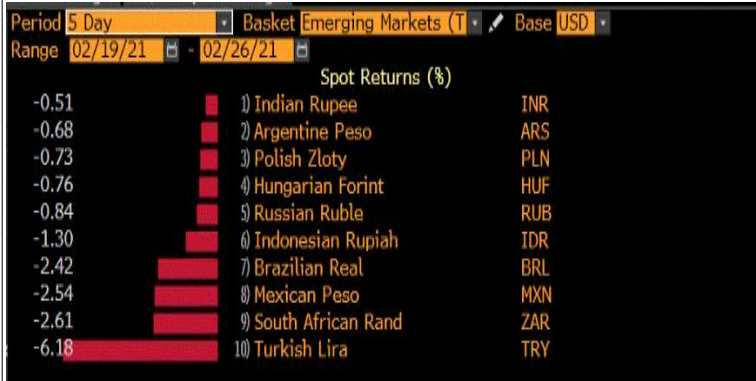 Period 5 Day Basket Emerging Markets (T Base USD
Range 02/19/21 - 02/26/21
Spot Returns (%)
-0.51 1) Indian Rupee INR
-0.68 2) Argentine Peso ARS
-0.73 3) Polish Zloty PLN
-0.76 4) Hungarian Forint HUF
-0.84 5) Russian Ruble RUB
-1.30 6) Indonesian Rupiah IDR
-2.42 7) Brazilian Real BRL
-2.54 8) Mexican Peso MXN
-2.61 9) South African Rand ZAR
-6.18 10) Turkish Lira TRY